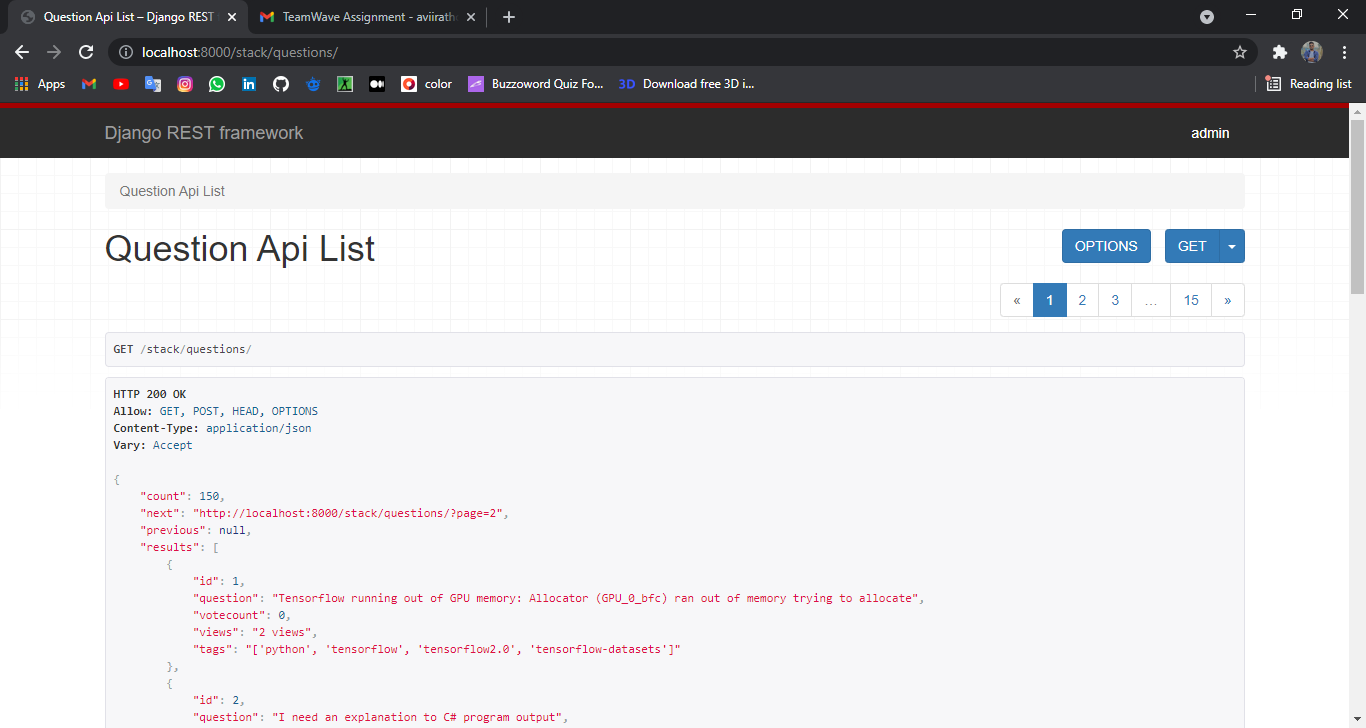 Question Api List – Django REST
TeamWave Assignment - aviirath
localhost:8000/stack/questions/
Apps
color
Buzzoword Quiz Fo...
3D Download free 3D i...
Reading list
Django REST framework
admin
Question Api List
Question Api List
OPTIONS
GET
« 1 2 3 … 15 »
GET /stack/questions/
HTTP 200 OK
Allow: GET, POST, HEAD, OPTIONS
Content-Type: application/json
Vary: Accept
{
"count": 150,
"next": "http://localhost:8000/stack/questions/?page=2",
"previous": null,
"results": [
{
"id": 1,
"question": "Tensorflow running out of GPU memory: Allocator (GPU_0_bfc) ran out of memory trying to allocate",
"votecount": 0,
"views": "2 views",
"tags": "['python', 'tensorflow', 'tensorflow2.0', 'tensorflow-datasets']"
},
{
"id": 2,
"question": "I need an explanation to C# program output",